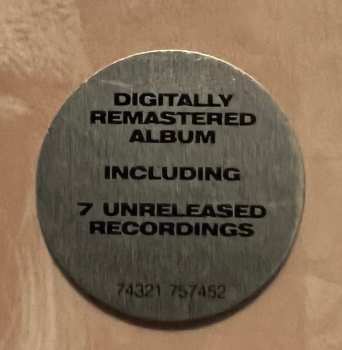 DIGITALLY
REMASTERED
ALBUM
INCLUDING
7 UNRELEASED
RECORDINGS
74321 757452